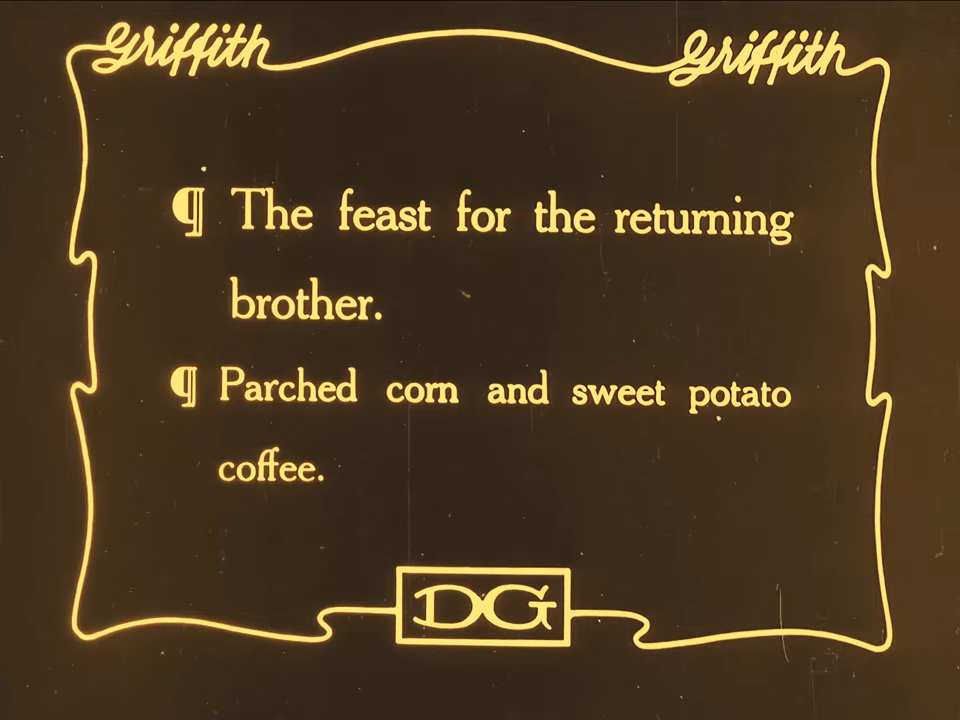 Griffith Griffith
¶ The feast for the returning
brother.
¶ Parched corn and sweet potato
coffee.
DG